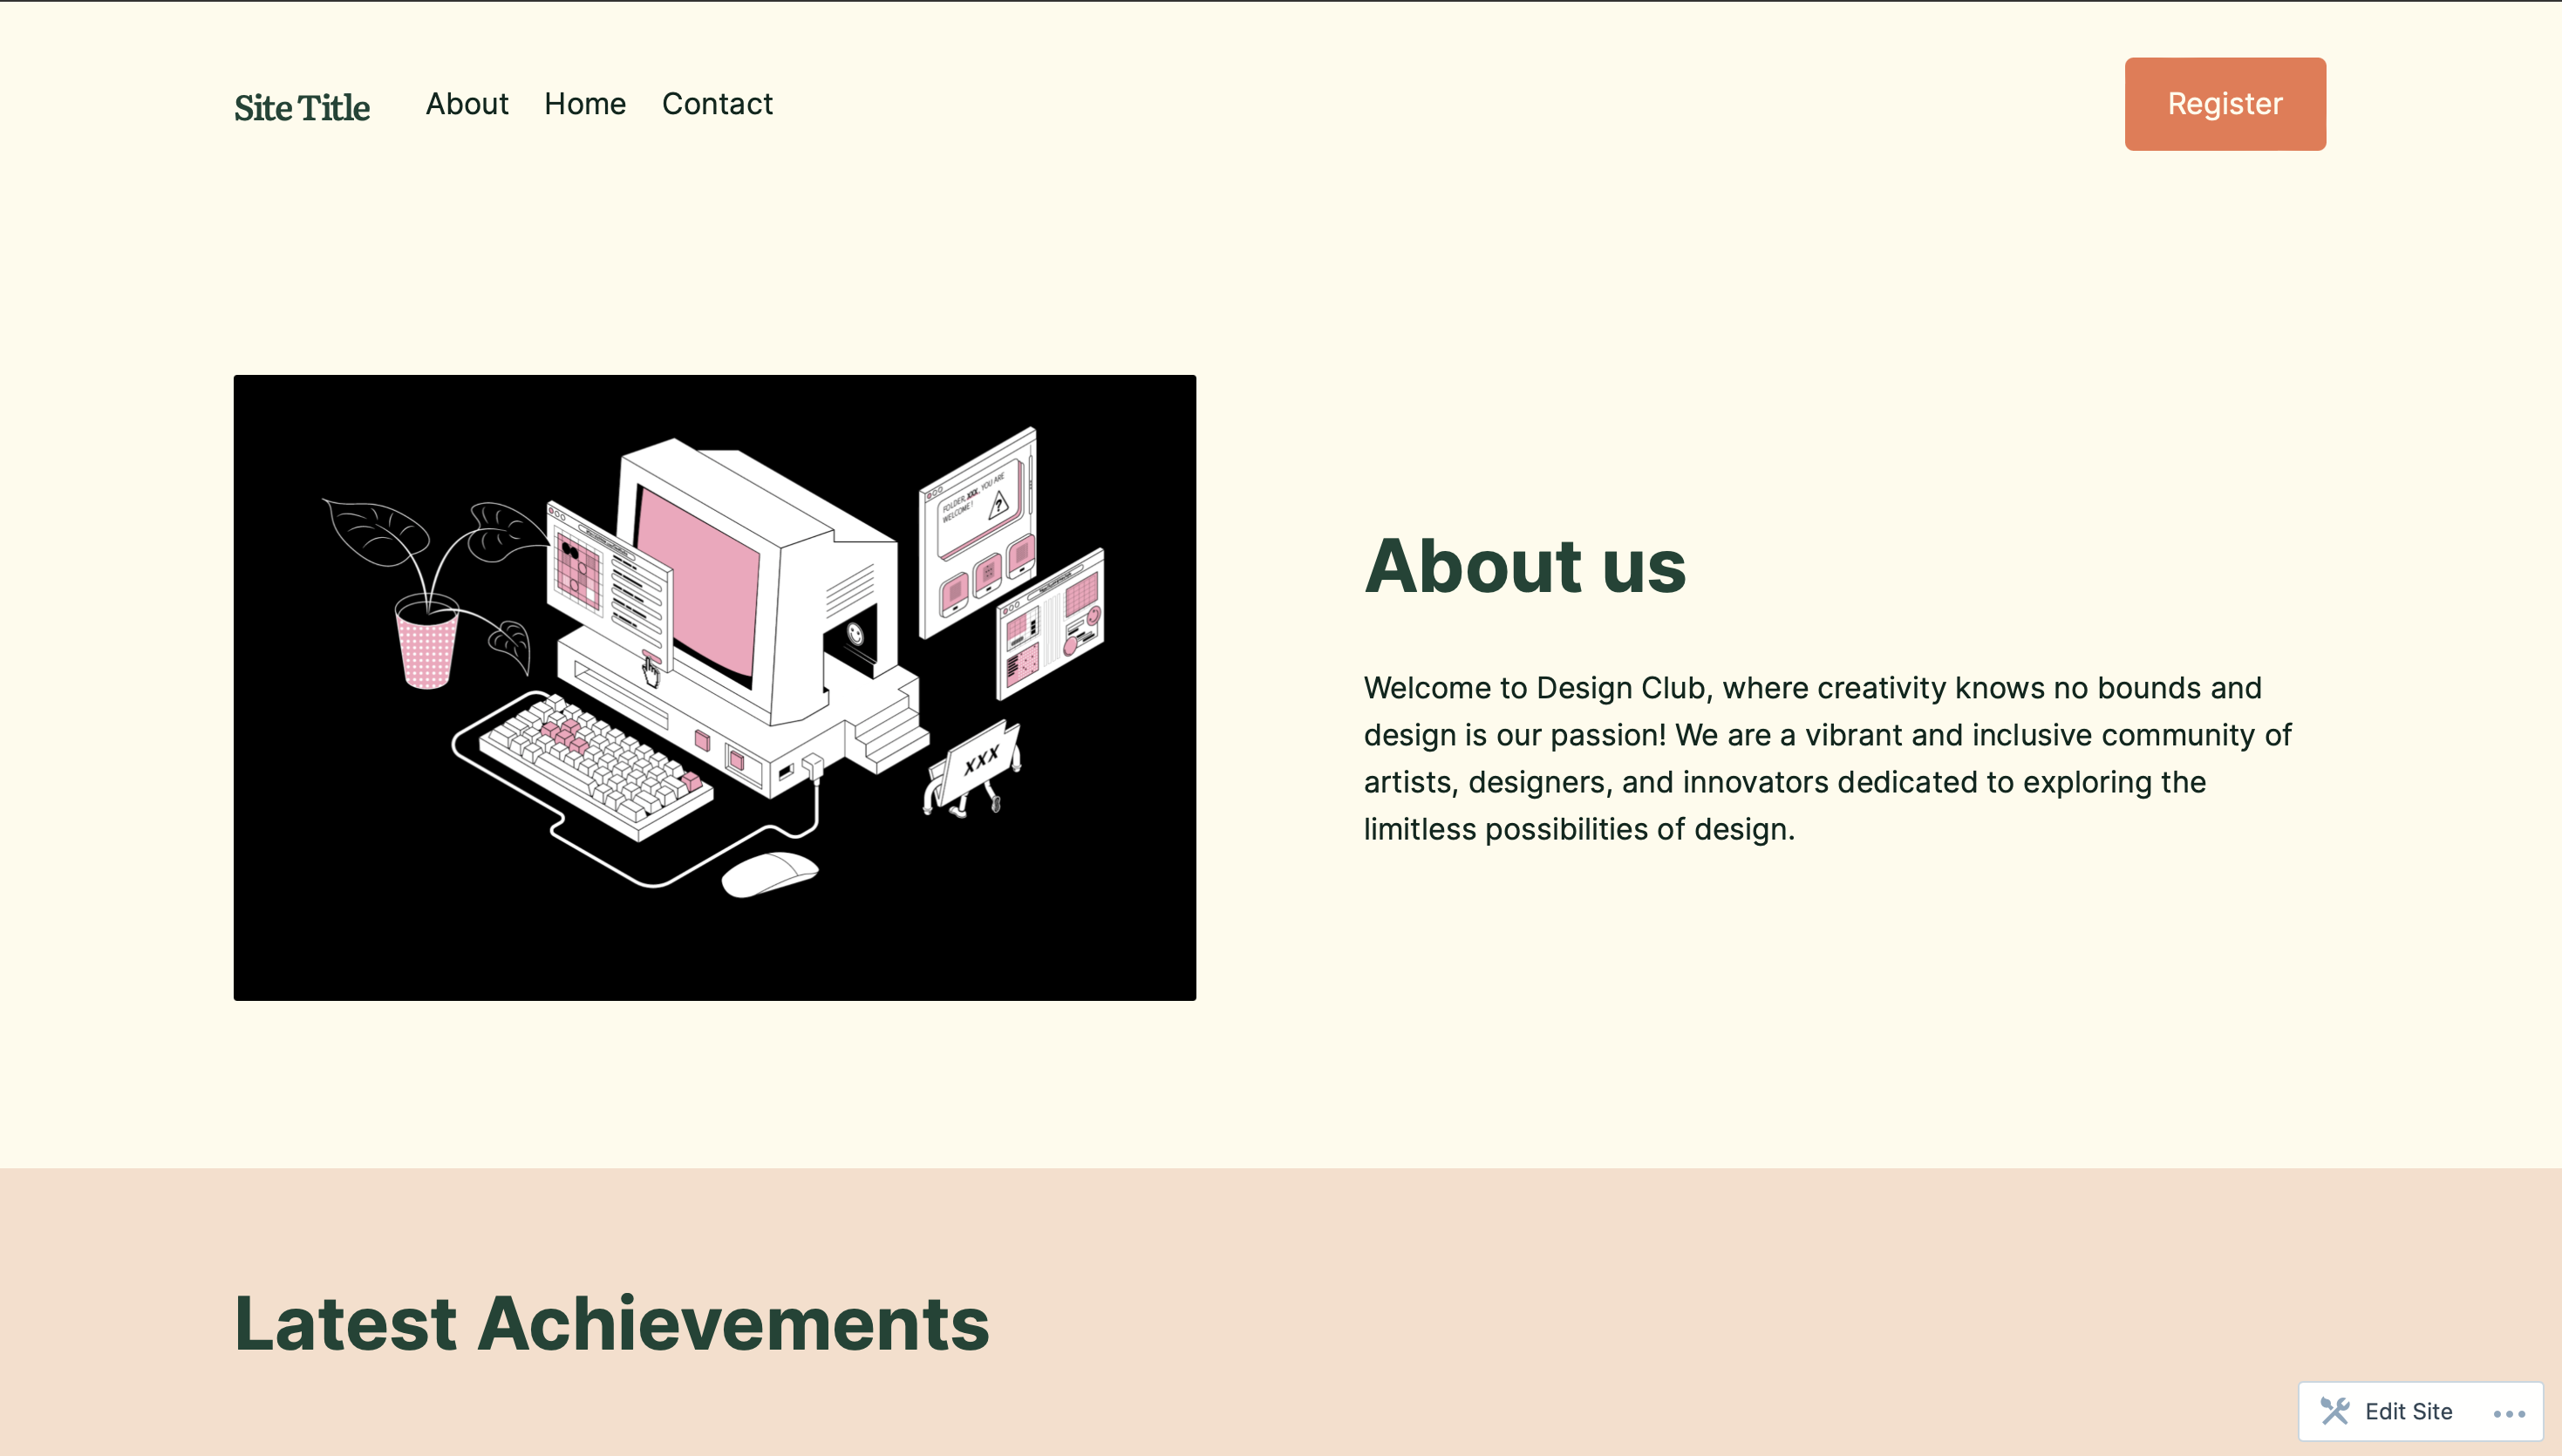 Site Title
About Home Contact
Register
FOLDER, XXX, YOU ARE
WELCOME!
?
XXX
About us
Welcome to Design Club, where creativity knows no bounds and
design is our passion! We are a vibrant and inclusive community of
artists, designers, and innovators dedicated to exploring the
limitless possibilities of design.
Latest Achievements
Edit Site